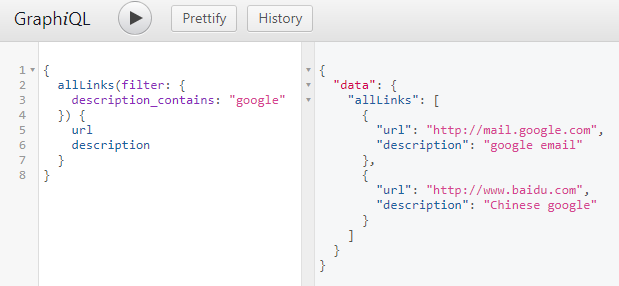 GraphiQL Prettify History
1 {
2   allLinks(filter: {
3     description_contains: "google"
4   }) {
5     url
6     description
7   }
8 }
{
  "data": {
    "allLinks": [
      {
        "url": "http://mail.google.com",
        "description": "google email"
      },
      {
        "url": "http://www.baidu.com",
        "description": "Chinese google"
      }
    ]
  }
}